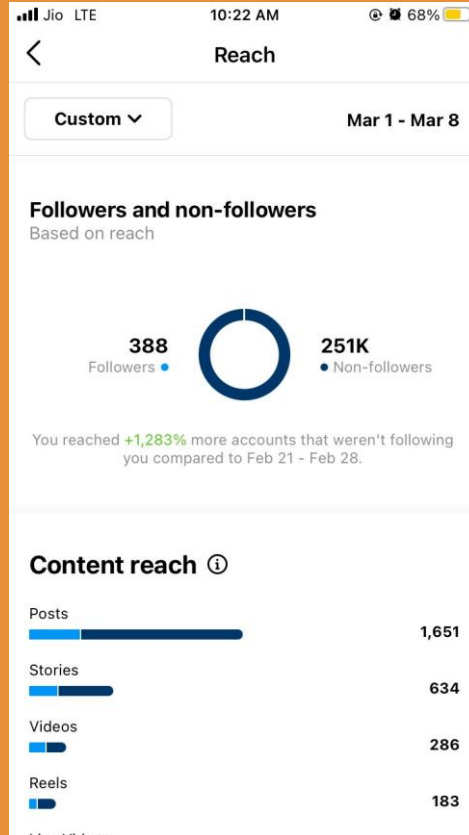 Jio LTE 10:22 AM 68%
Reach
Custom Mar 1 - Mar 8
Followers and non-followers
Based on reach
388 251K
Followers Non-followers
You reached +1,283% more accounts that weren't following
you compared to Feb 21 - Feb 28.
Content reach
Posts
1,651
Stories
634
Videos
286
Reels
183